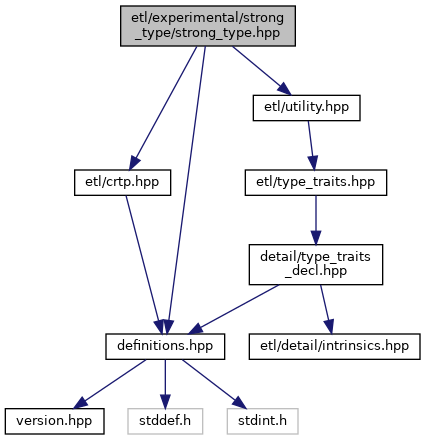 etl/experimental/strong
_type/strong_type.hpp
etl/utility.hpp
etl/crtp.hpp
etl/type_traits.hpp
detail/type_traits
_decl.hpp
definitions.hpp
etl/detail/intrinsics.hpp
version.hpp
stddef.h
stdint.h